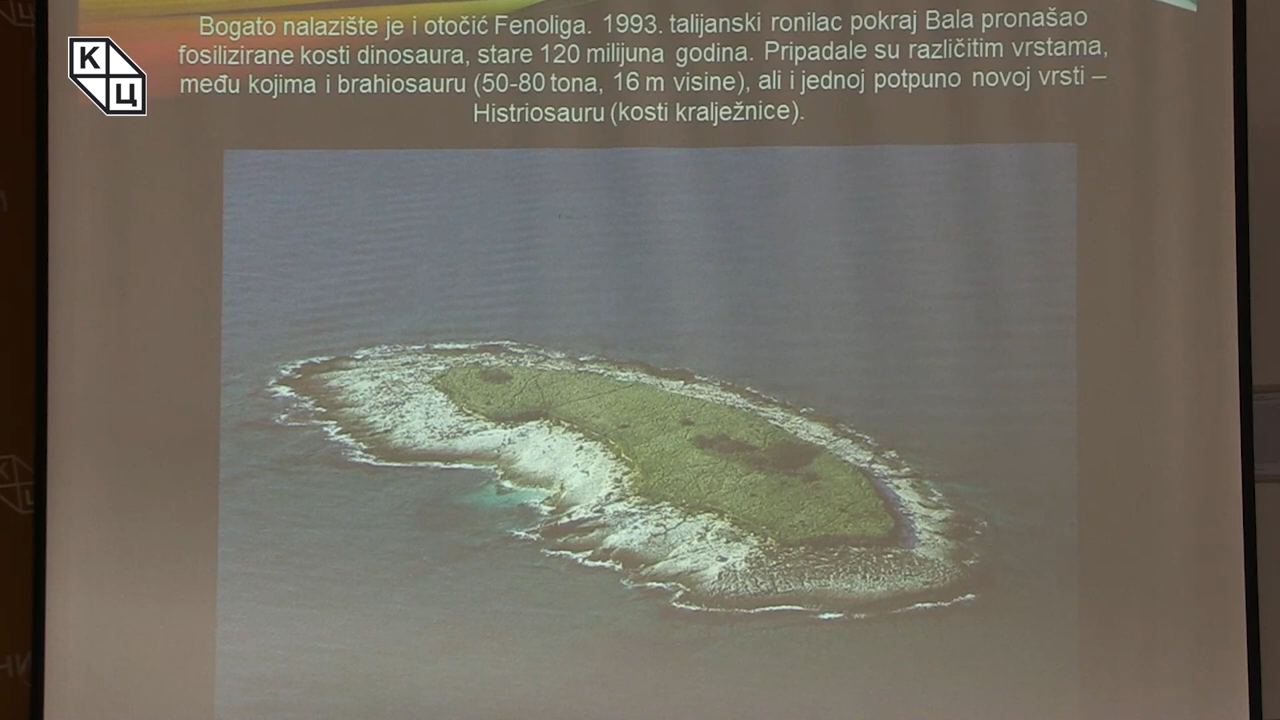 Bogato nalazište je i otočić Fenoliga. 1993. talijanski ronilac pokraj Bala pronašao
fosilizirane kosti dinosaura, stare 120 milijuna godina. Pripadale su različitim vrstama,
među kojima i brahiosauru (50-80 tona, 16 m visine), ali i jednoj potpuno novoj vrsti –
Histriosauru (kosti kralježnice).
К
Ц